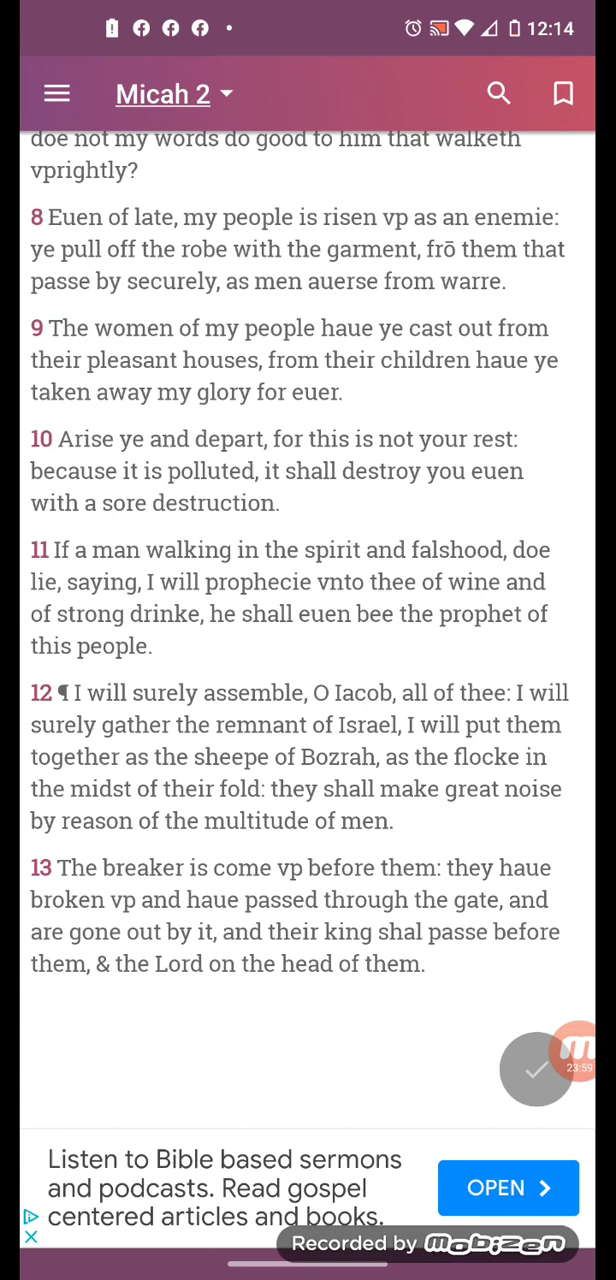 12:14
Micah 2
doe not my words do good to him that walketh
vprightly?
8 Euen of late, my people is risen vp as an enemie:
ye pull off the robe with the garment, frō them that
passe by securely, as men auerse from warre.
9 The women of my people haue ye cast out from
their pleasant houses, from their children haue ye
taken away my glory for euer.
10 Arise ye and depart, for this is not your rest:
because it is polluted, it shall destroy you euen
with a sore destruction.
11 If a man walking in the spirit and falshood, doe
lie, saying, I will prophecie vnto thee of wine and
of strong drinke, he shall euen bee the prophet of
this people.
12 ¶ I will surely assemble, O Iacob, all of thee: I will
surely gather the remnant of Israel, I will put them
together as the sheepe of Bozrah, as the flocke in
the midst of their fold: they shall make great noise
by reason of the multitude of men.
13 The breaker is come vp before them: they haue
broken vp and haue passed through the gate, and
are gone out by it, and their king shal passe before
them, & the Lord on the head of them.
23:59
Listen to Bible based sermons
and podcasts. Read gospel
centered articles and books.
OPEN
Recorded by mobizen